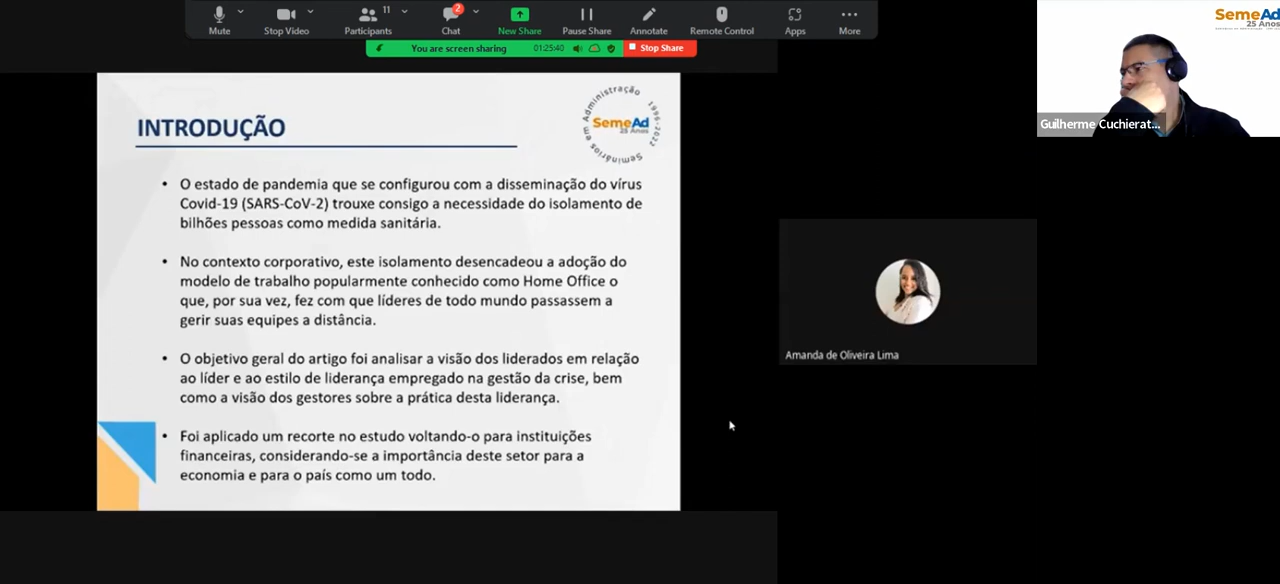 Mute
Stop Video
11
Participants
2
Chat
New Share
Pause Share
Annotate
Remote Control
Apps
More
You are screen sharing
01:25:40
Stop Share
INTRODUÇÃO
Seminários em Administração 1996-2022
SemeAd
25 Anos
• O estado de pandemia que se configurou com a disseminação do vírus
Covid-19 (SARS-CoV-2) trouxe consigo a necessidade do isolamento de
bilhões pessoas como medida sanitária.
• No contexto corporativo, este isolamento desencadeou a adoção do
modelo de trabalho popularmente conhecido como Home Office o
que, por sua vez, fez com que líderes de todo mundo passassem a
gerir suas equipes a distância.
• O objetivo geral do artigo foi analisar a visão dos liderados em relação
ao líder e ao estilo de liderança empregado na gestão da crise, bem
como a visão dos gestores sobre a prática desta liderança.
• Foi aplicado um recorte no estudo voltando-o para instituições
financeiras, considerando-se a importância deste setor para a
economia e para o país como um todo.
SemeAd
25 Anos
Guilherme Cuchierat...
Amanda de Oliveira Lima